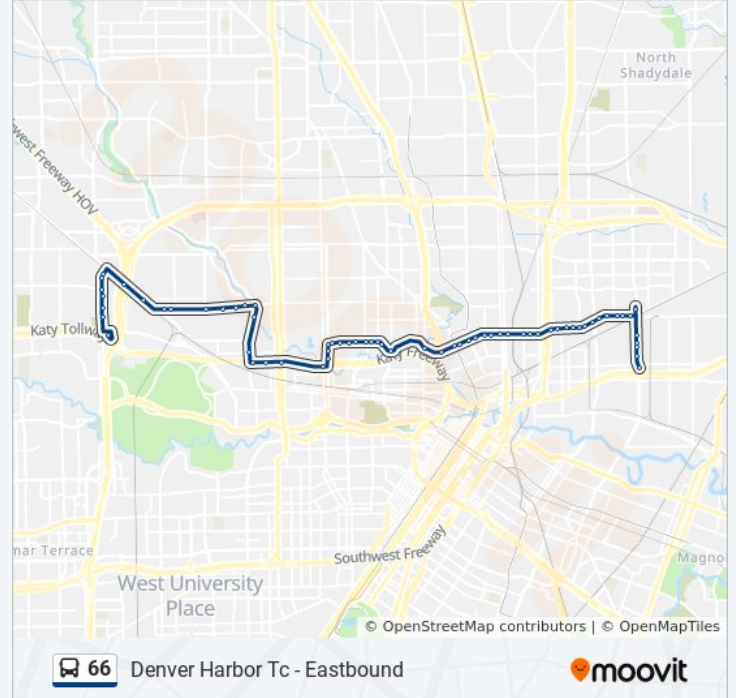 North
Shadydale
west Freeway HOV
Katy Tollw
Katy Freeway
mar Terrace
Southwest Freeway
West University
Place
Magno
© OpenStreetMap contributors | © OpenMapTiles
66 Denver Harbor Tc - Eastbound
moovit